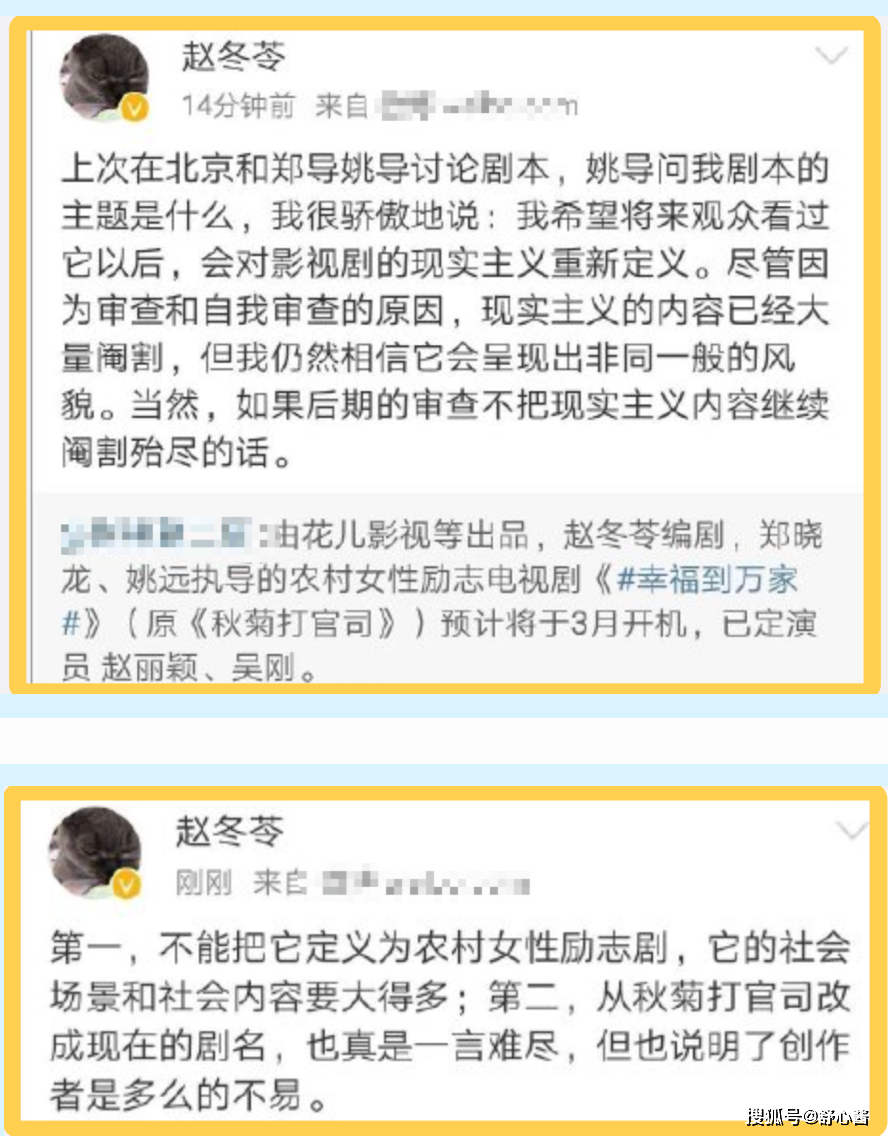 赵冬苓
14分钟前 来自
上次在北京和郑导姚导讨论剧本，姚导问我剧本的
主题是什么，我很骄傲地说：我希望将来观众看过
它以后，会对影视剧的现实主义重新定义。尽管因
为审查和自我审查的原因，现实主义的内容已经大
量阉割，但我仍然相信它会呈现出非同一般的风
貌。当然，如果后期的审查不把现实主义内容继续
阉割殆尽的话。
:由花儿影视等出品，赵冬苓编剧，郑晓
龙、姚远执导的农村女性励志电视剧《#幸福到万家
#》（原《秋菊打官司》）预计将于3月开机，已定演
员 赵丽颖、吴刚。
赵冬苓
刚刚 来自
第一，不能把它定义为农村女性励志剧，它的社会
场景和社会内容要大得多；第二，从秋菊打官司改
成现在的剧名，也真是一言难尽，但也说明了创作
者是多么的不易。
搜狐号@舒心酱